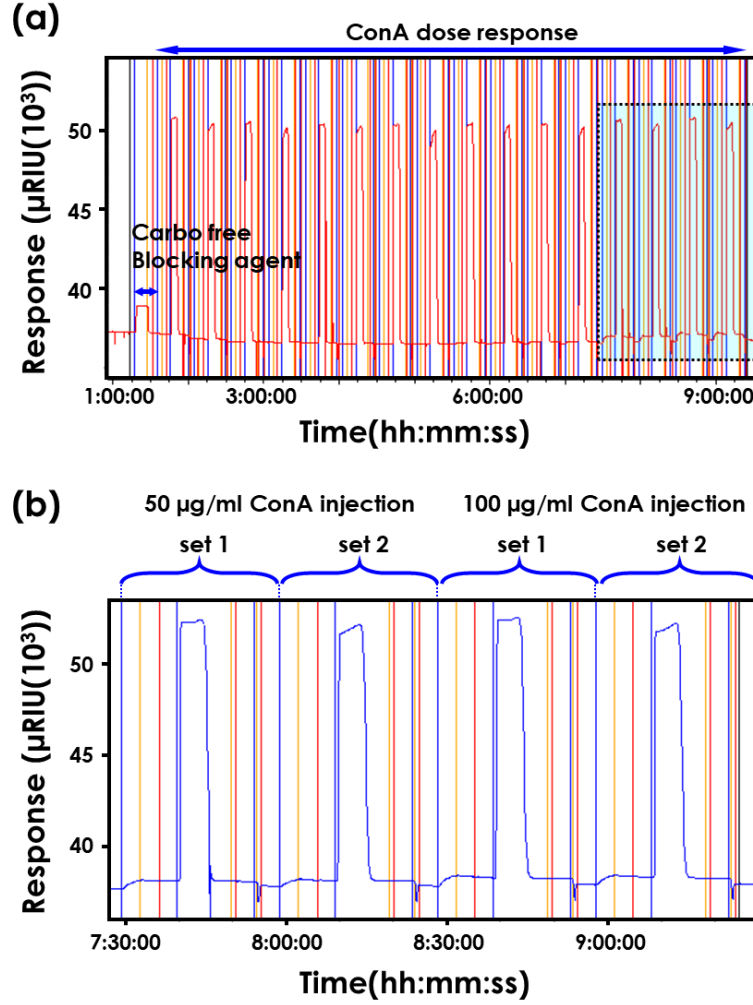 (a)
ConA dose response
Response (µRIU(10³))
50
45
40
Carbo free
Blocking agent
1:00:00
3:00:00
6:00:00
9:00:00
Time(hh:mm:ss)
(b)
50 µg/ml ConA injection
100 µg/ml ConA injection
set 1
set 2
set 1
set 2
Response (µRIU(10³))
50
45
40
7:30:00
8:00:00
8:30:00
9:00:00
Time(hh:mm:ss)